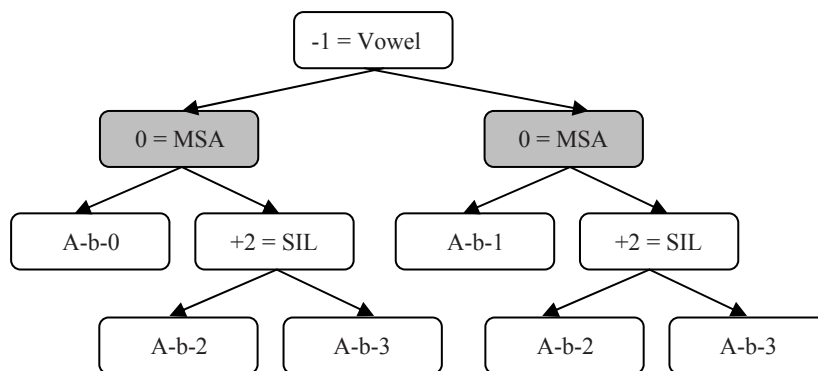 -1 = Vowel
0 = MSA
0 = MSA
A-b-0
+2 = SIL
A-b-1
+2 = SIL
A-b-2
A-b-3
A-b-2
A-b-3